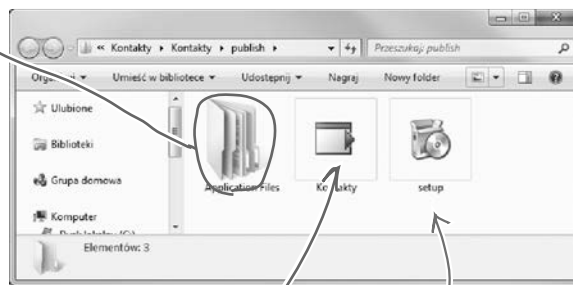 « Kontakty ▸ Kontakty ▸ publish ▸
Przeszukaj: publish
Umieść w bibliotece
Udostępnij
Nagraj
Nowy folder
Ulubione
Biblioteki
Grupa domowa
Komputer
Application Files
Kontakty
setup
Elementów: 3